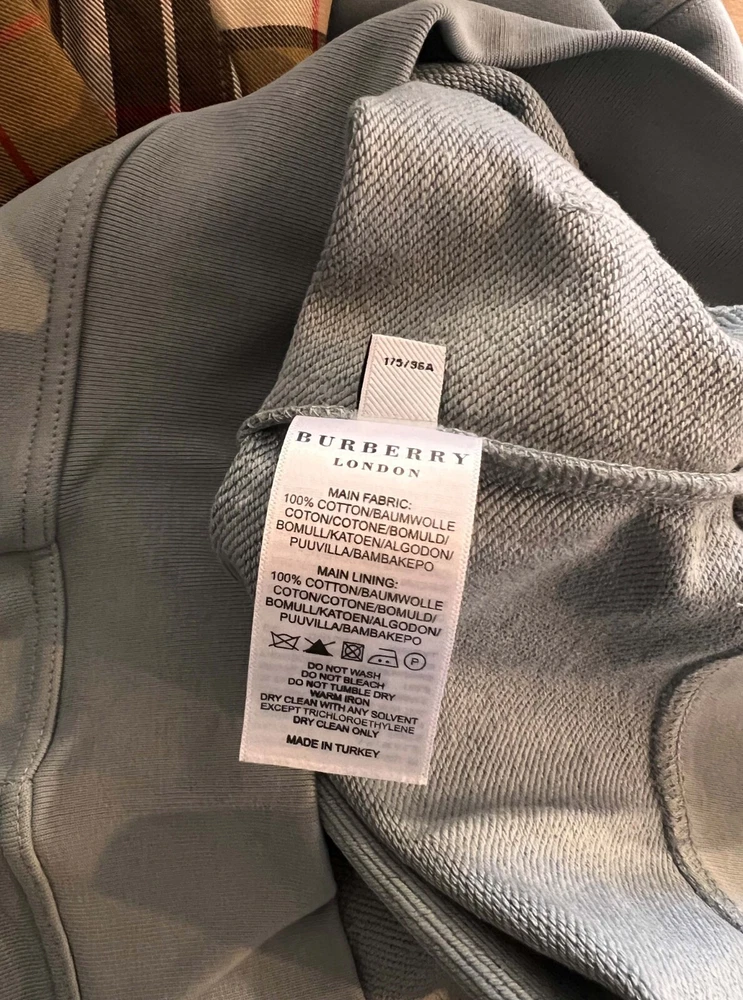 175/96A
BURBERRY
LONDON
MAIN FABRIC:
100% COTTON/BAUMWOLLE
COTON/COTONE/BOMULD/
BOMULL/KATOEN/ALGODON/
PUUVILLA/BAMBAKEPO
MAIN LINING:
100% COTTON/BAUMWOLLE
COTON/COTONE/BOMULD/
BOMULL/KATOEN/ALGODON/
PUUVILLA/BAMBAKEPO
P
DO NOT WASH
DO NOT BLEACH
DO NOT TUMBLE DRY
WARM IRON
DRY CLEAN WITH ANY SOLVENT
EXCEPT TRICHLOROETHYLENE
DRY CLEAN ONLY
MADE IN TURKEY